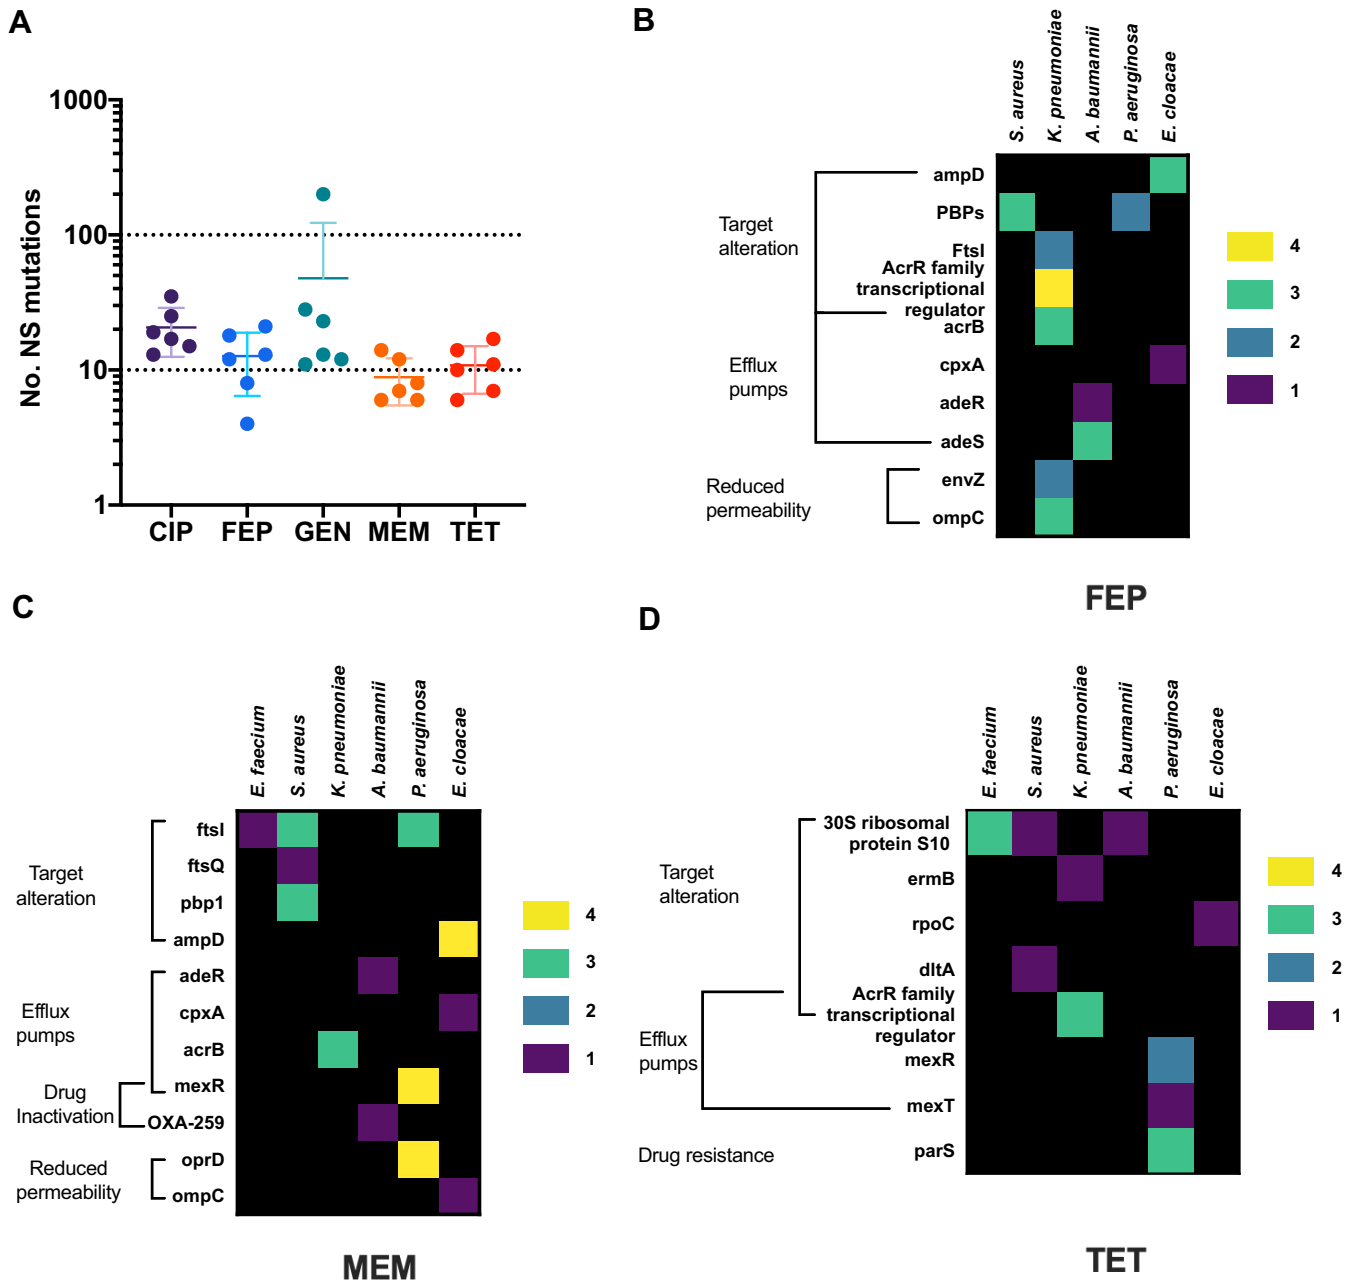 A
1000
100
10
1
No. NS mutations
CIP FEP GEN MEM TET
B
S. aureus
K. pneumoniae
A. baumannii
P. aeruginosa
E. cloacae
Target
alteration
Efflux
pumps
Reduced
permeability
ampD
PBPs
FtsI
AcrR family
transcriptional
regulator
acrB
cpxA
adeR
adeS
envZ
ompC
4
3
2
1
FEP
C
E. faecium
S. aureus
K. pneumoniae
A. baumannii
P. aeruginosa
E. cloacae
Target
alteration
Efflux
pumps
Drug
Inactivation
Reduced
permeability
ftsI
ftsQ
pbp1
ampD
adeR
cpxA
acrB
mexR
OXA-259
oprD
ompC
4
3
2
1
MEM
D
E. faecium
S. aureus
K. pneumoniae
A. baumannii
P. aeruginosa
E. cloacae
Target
alteration
Efflux
pumps
Drug resistance
30S ribosomal
protein S10
ermB
rpoC
dltA
AcrR family
transcriptional
regulator
mexR
mexT
parS
4
3
2
1
TET